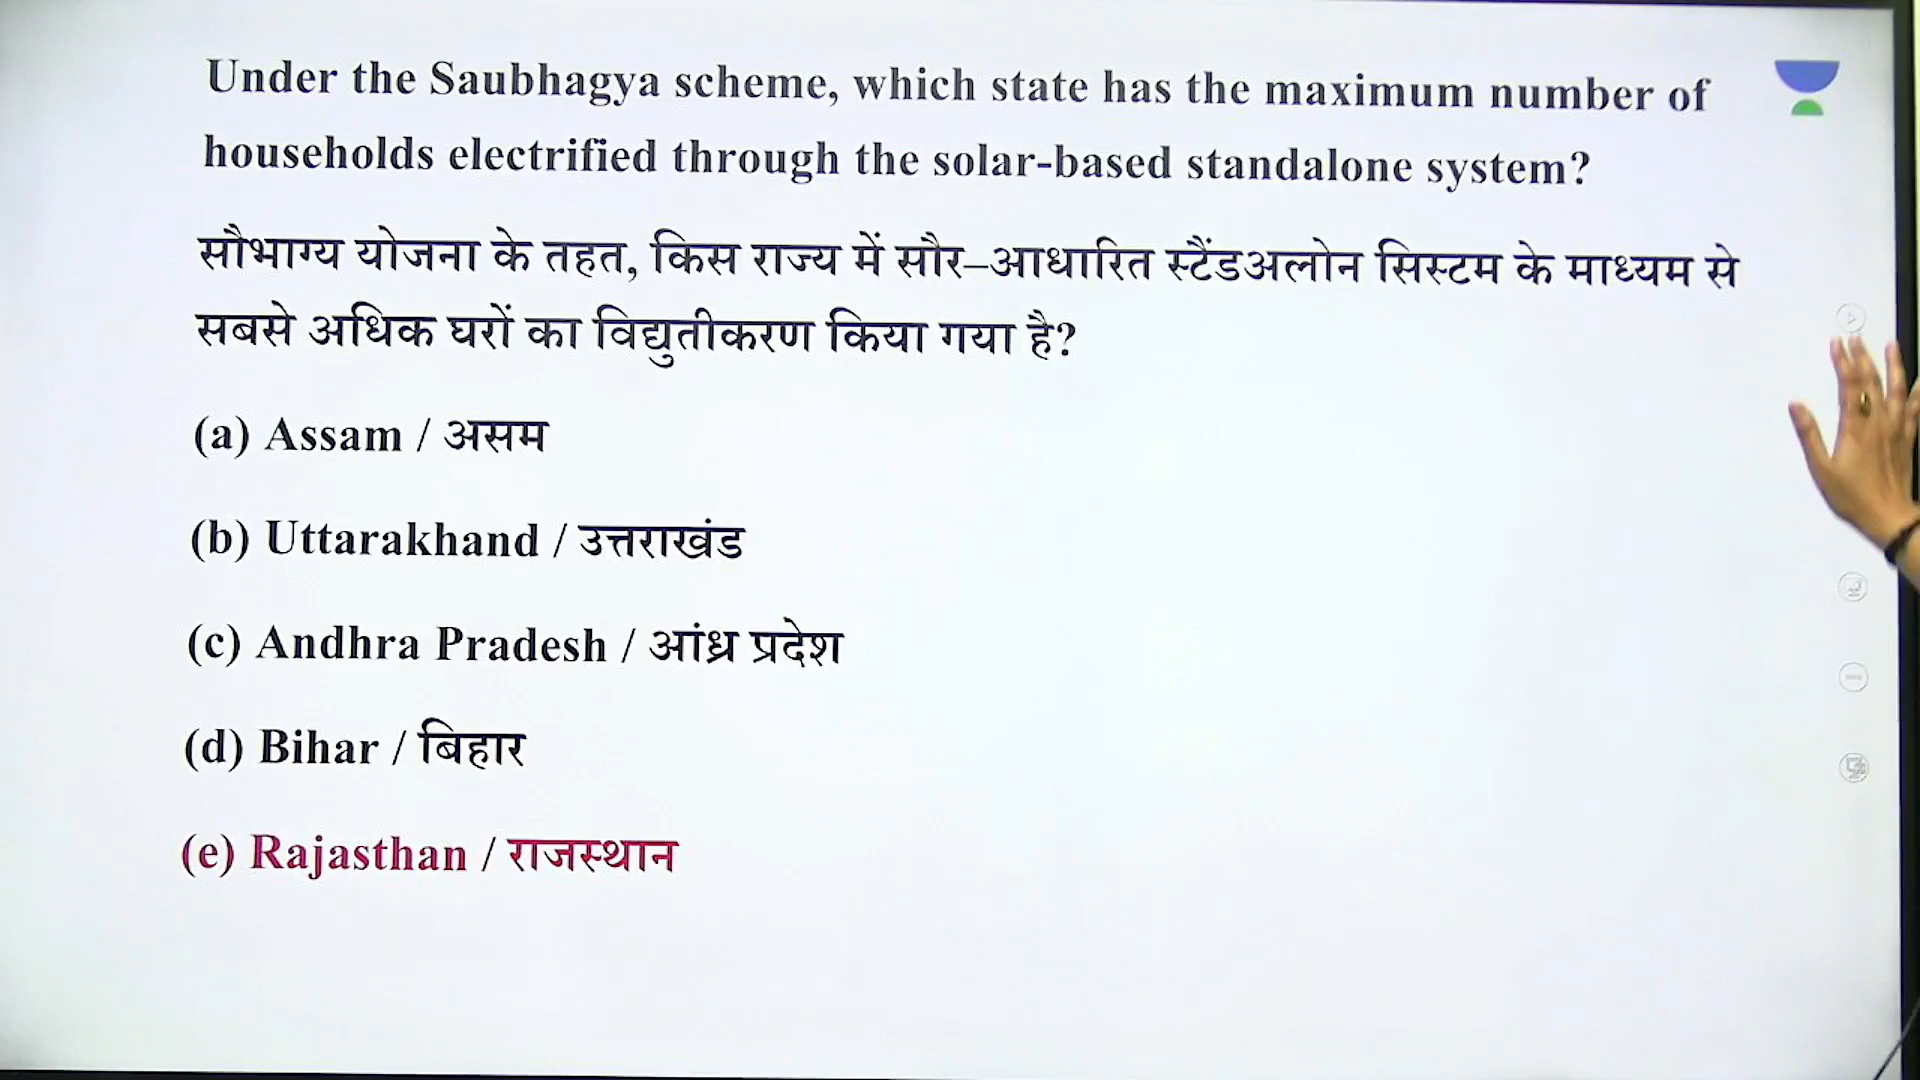 Under the Saubhagya scheme, which state has the maximum number of
households electrified through the solar-based standalone system?
सौभाग्य योजना के तहत, किस राज्य में सौर–आधारित स्टैंडअलोन सिस्टम के माध्यम से
सबसे अधिक घरों का विद्युतीकरण किया गया है?
(a) Assam / असम
(b) Uttarakhand / उत्तराखंड
(c) Andhra Pradesh / आंध्र प्रदेश
(d) Bihar / बिहार
(e) Rajasthan / राजस्थान